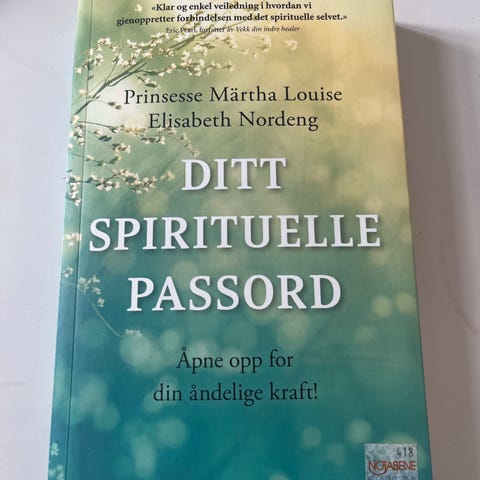 «Klar og enkel veiledning i hvordan vi
gjenoppretter forbindelsen med det spirituelle selvet.»
Eric Pearl, forfatter av Vekk din indre healer
Prinsesse Märtha Louise
Elisabeth Nordeng
DITT
SPIRITUELLE
PASSORD
Åpne opp for
din åndelige kraft!
418
NOTABENE